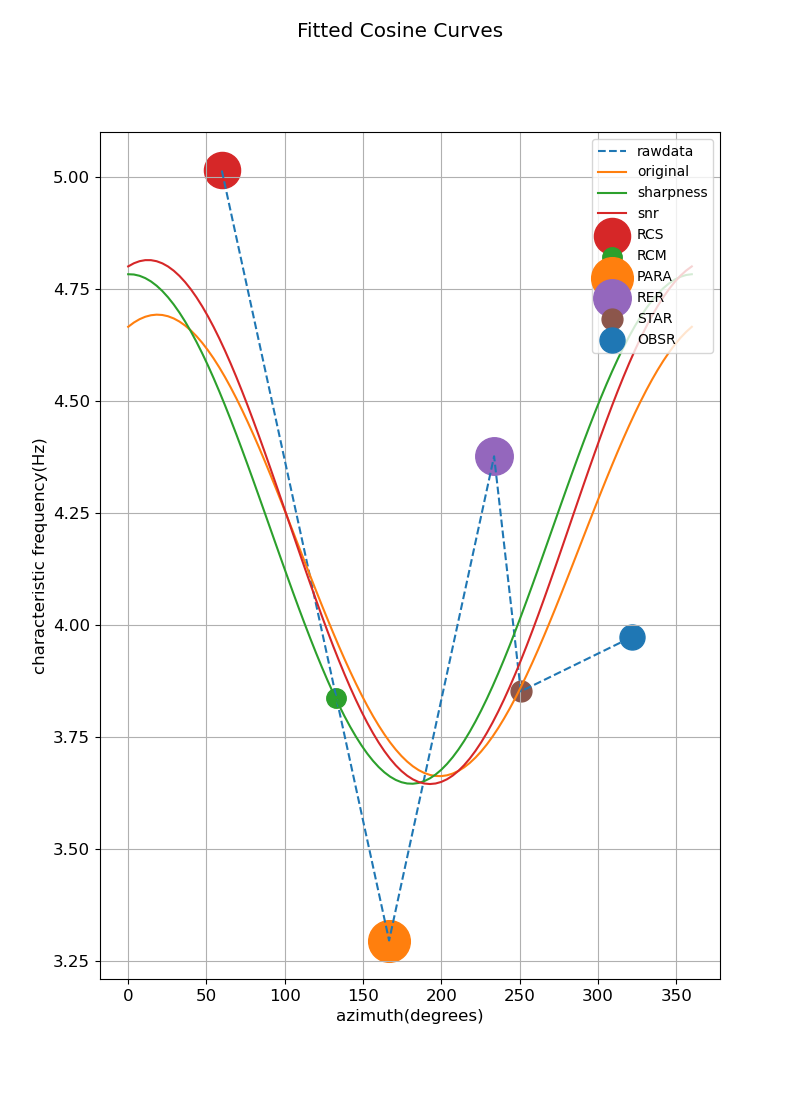 Fitted Cosine Curves
rawdata
original
sharpness
snr
RCS
RCM
PARA
RER
STAR
OBSR
characteristic frequency(Hz)
5.00
4.75
4.50
4.25
4.00
3.75
3.50
3.25
0 50 100 150 200 250 300 350
azimuth(degrees)